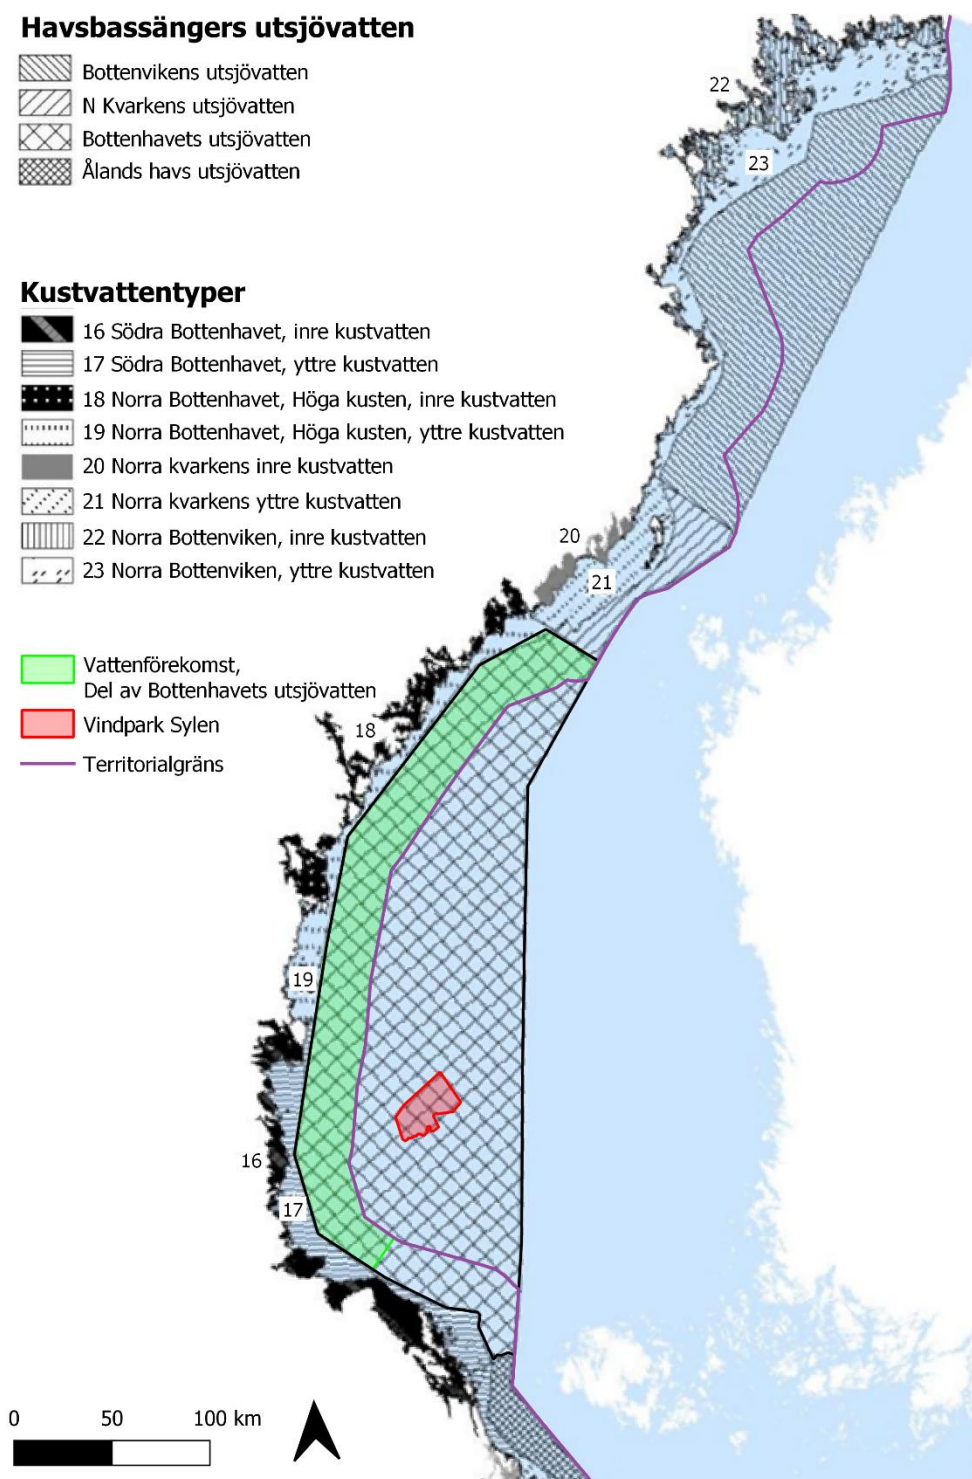 Havsbassängers utsjövatten
Bottenvikens utsjövatten
N Kvarkens utsjövatten
Bottenhavets utsjövatten
Ålands havs utsjövatten
Kustvattentyper
16 Södra Bottenhavet, inre kustvatten
17 Södra Bottenhavet, yttre kustvatten
18 Norra Bottenhavet, Höga kusten, inre kustvatten
19 Norra Bottenhavet, Höga kusten, yttre kustvatten
20 Norra kvarkens inre kustvatten
21 Norra kvarkens yttre kustvatten
22 Norra Bottenviken, inre kustvatten
23 Norra Bottenviken, yttre kustvatten
Vattenförekomst,
Del av Bottenhavets utsjövatten
Vindpark Sylen
Territorialgräns
22
23
20
21
18
19
16
17
0 50 100 km